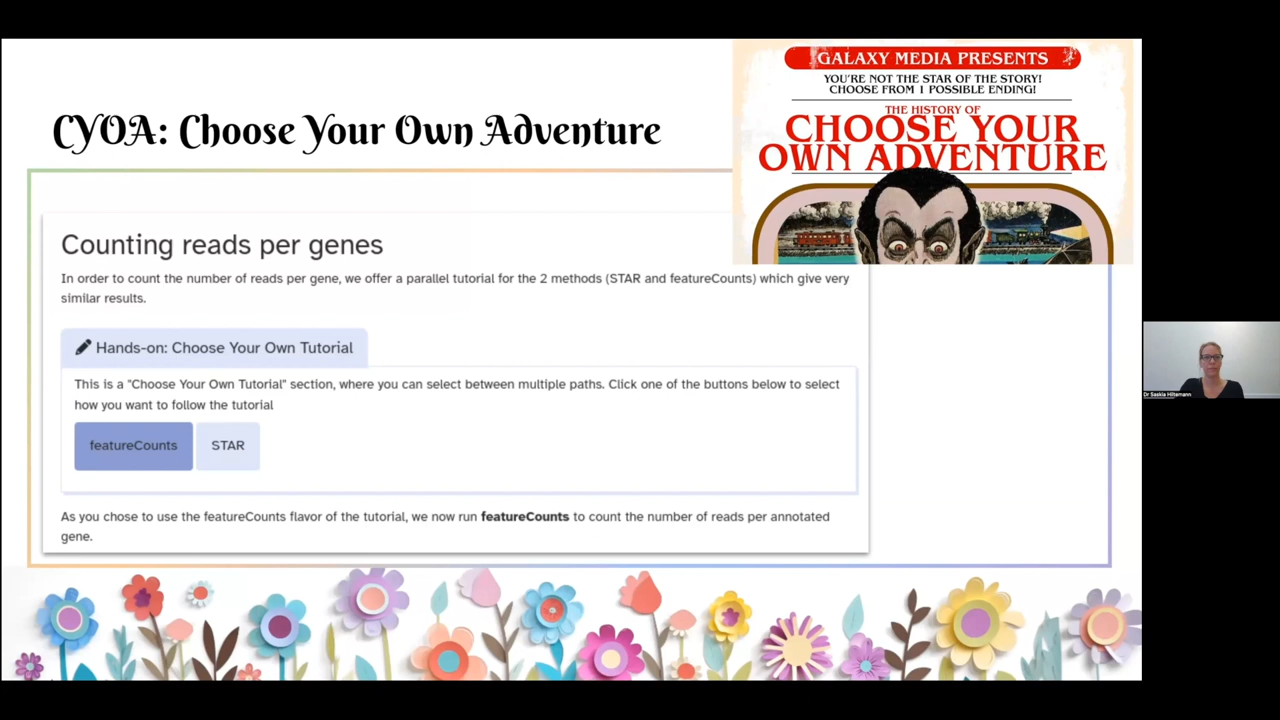 CYOA: Choose Your Own Adventure
GALAXY MEDIA PRESENTS
YOU'RE NOT THE STAR OF THE STORY!
CHOOSE FROM 1 POSSIBLE ENDING!
THE HISTORY OF
CHOOSE YOUR
OWN ADVENTURE
Counting reads per genes
In order to count the number of reads per gene, we offer a parallel tutorial for the 2 methods (STAR and featureCounts) which give very
similar results.
Hands-on: Choose Your Own Tutorial
This is a "Choose Your Own Tutorial" section, where you can select between multiple paths. Click one of the buttons below to select
how you want to follow the tutorial
featureCounts
STAR
As you chose to use the featureCounts flavor of the tutorial, we now run featureCounts to count the number of reads per annotated
gene.
Dr Saskia Hiltemann